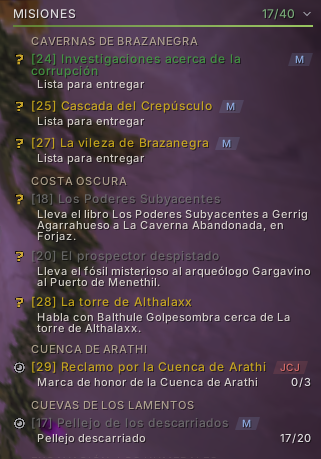 MISIONES 17/40
CAVERNAS DE BRAZANEGRA
? [24] Investigaciones acerca de la M
corrupción
Lista para entregar
? [25] Cascada del Crepúsculo M
Lista para entregar
? [27] La vileza de Brazanegra M
Lista para entregar
COSTA OSCURA
? [18] Los Poderes Subyacentes
Lleva el libro Los Poderes Subyacentes a Gerrig
Agarrahueso a La Caverna Abandonada, en
Forjaz.
? [20] El prospector despistado
Lleva el fósil misterioso al arqueólogo Gargavino
al Puerto de Menethil.
? [28] La torre de Althalaxx
Habla con Balthule Golpesombra cerca de La
torre de Althalaxx.
CUENCA DE ARATHI
[29] Reclamo por la Cuenca de Arathi JCJ
Marca de honor de la Cuenca de Arathi 0/3
CUEVAS DE LOS LAMENTOS
[17] Pellejo de los descarriados M
Pellejo descarriado 17/20